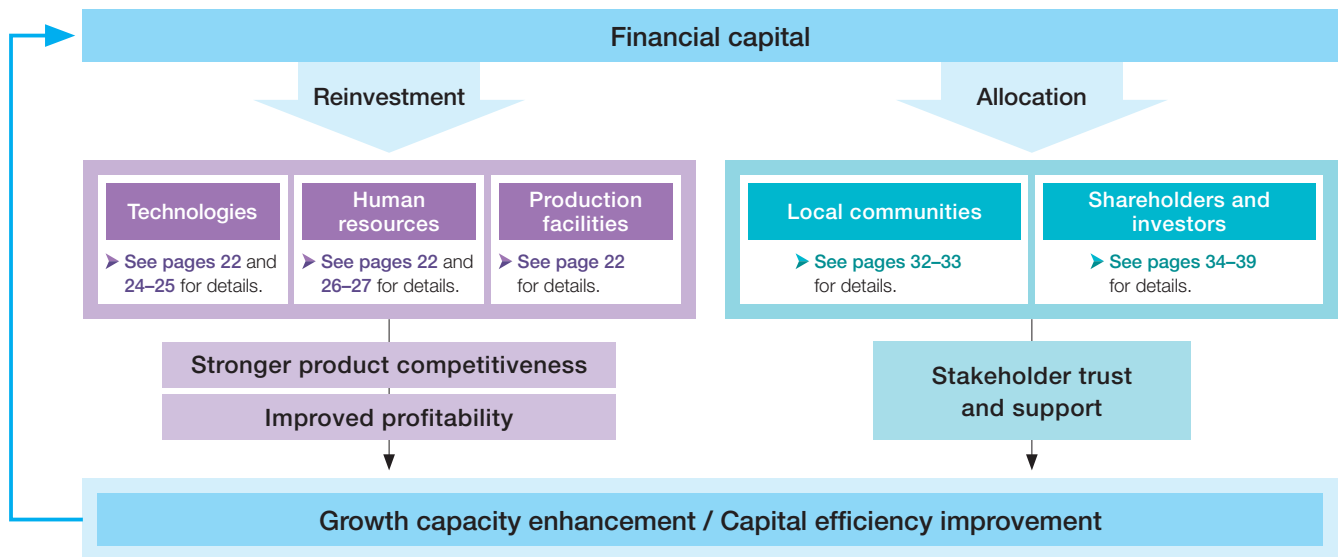 Financial capital
Reinvestment
Allocation
Technologies
➤ See pages 22 and
24–25 for details.
Human
resources
➤ See pages 22 and
26–27 for details.
Production
facilities
➤ See page 22
for details.
Local communities
➤ See pages 32–33
for details.
Shareholders and
investors
➤ See pages 34–39
for details.
Stronger product competitiveness
Improved profitability
Stakeholder trust
and support
Growth capacity enhancement / Capital efficiency improvement